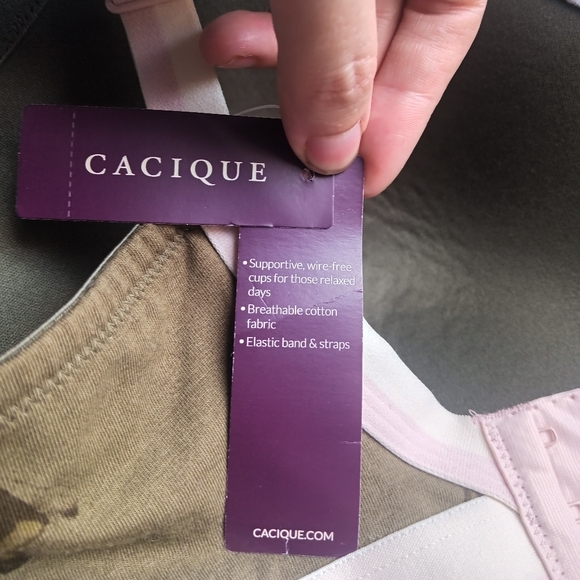 CACIQUE
• Supportive, wire-free
cups for those relaxed
days
• Breathable cotton
fabric
• Elastic band & straps
CACIQUE.COM